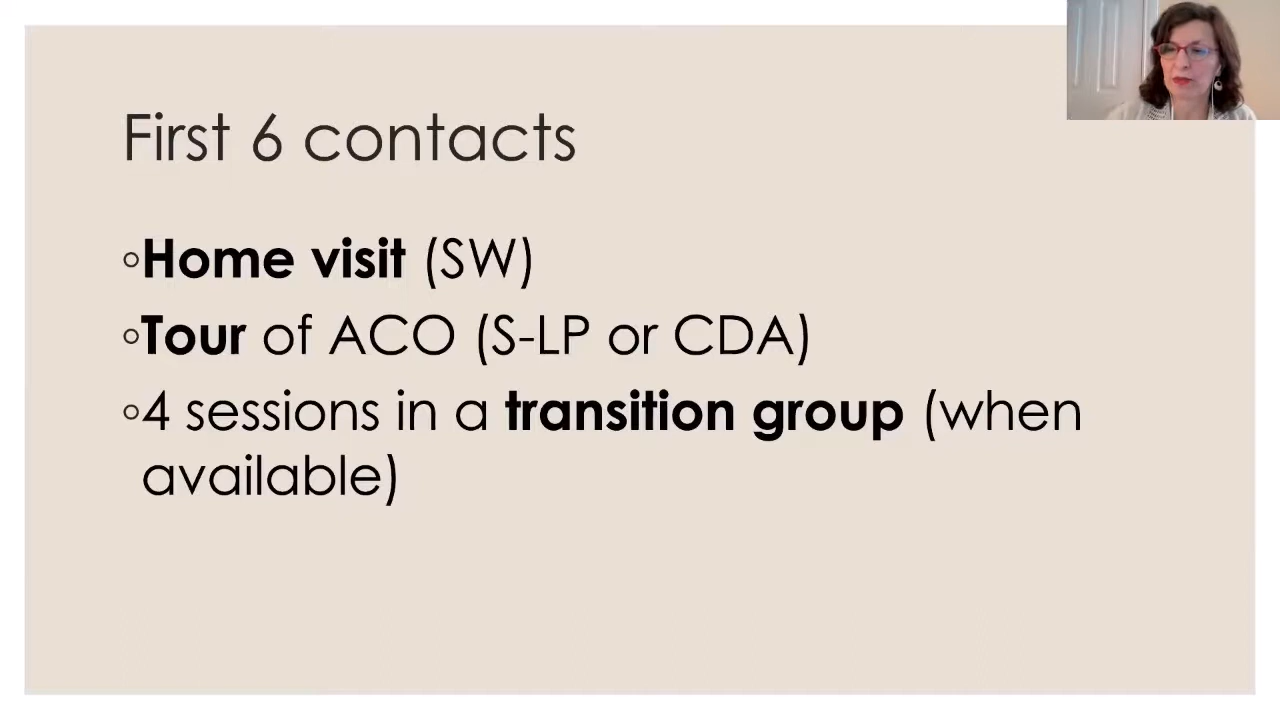 First 6 contacts
◦Home visit (SW)
◦Tour of ACO (S-LP or CDA)
◦4 sessions in a transition group (when
available)